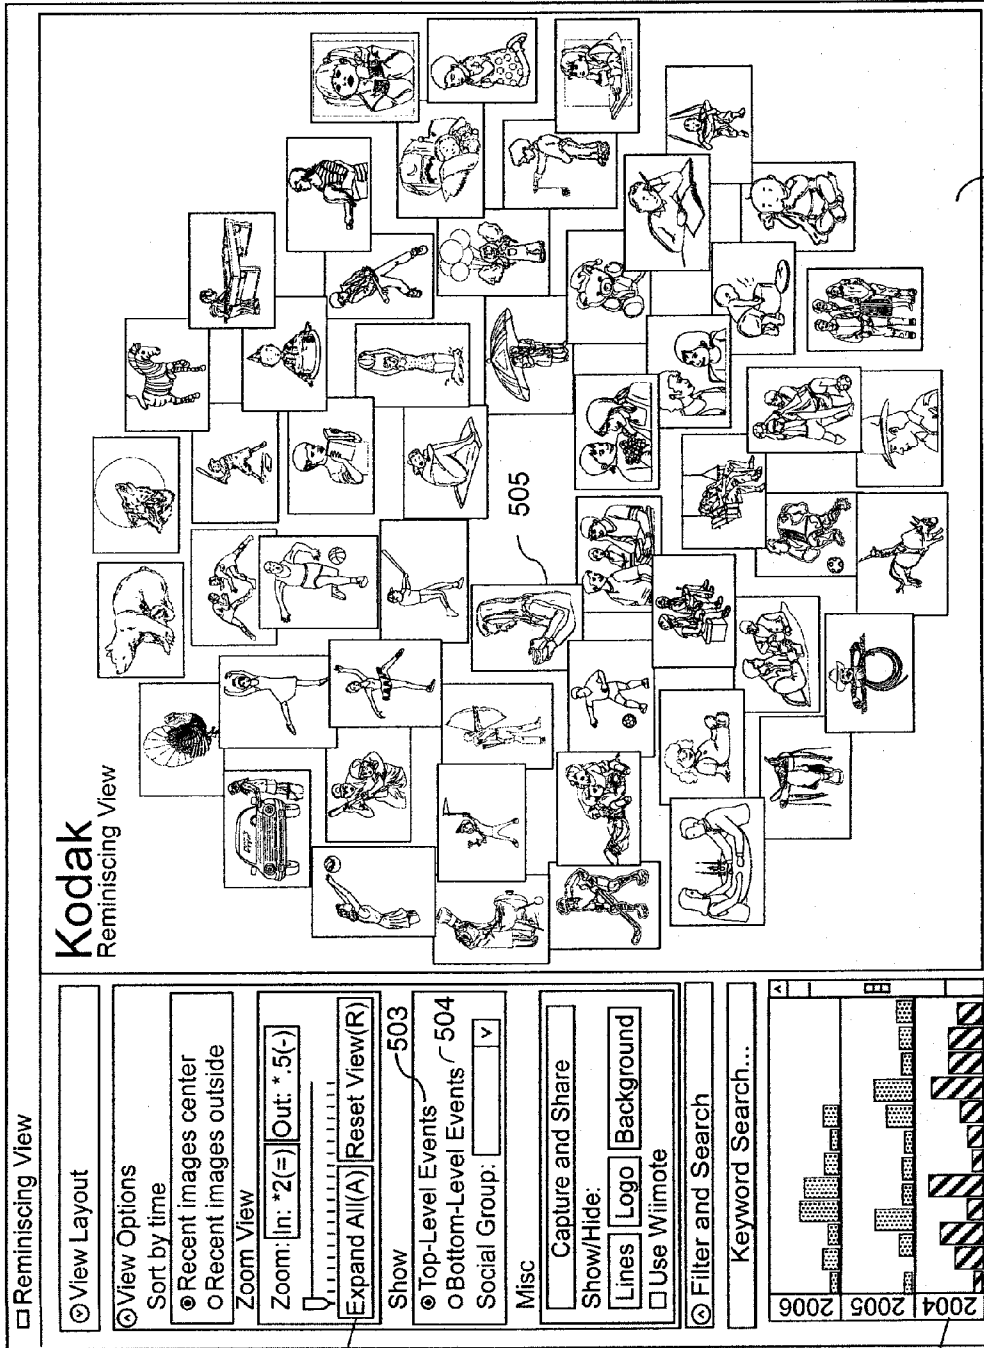 Reminiscing View
View Layout
View Options
Sort by time
Recent images center
Recent images outside
Zoom View
Zoom: In: *2(=) Out: *.5(-)
Expand All(A) Reset View(R)
Show
Top-Level Events 503
Bottom-Level Events 504
Social Group: v
Misc
Capture and Share
Show/Hide:
Lines Logo Background
Use Wiimote
Filter and Search
Keyword Search...
2006
2005
2004
Kodak
Reminiscing View
505